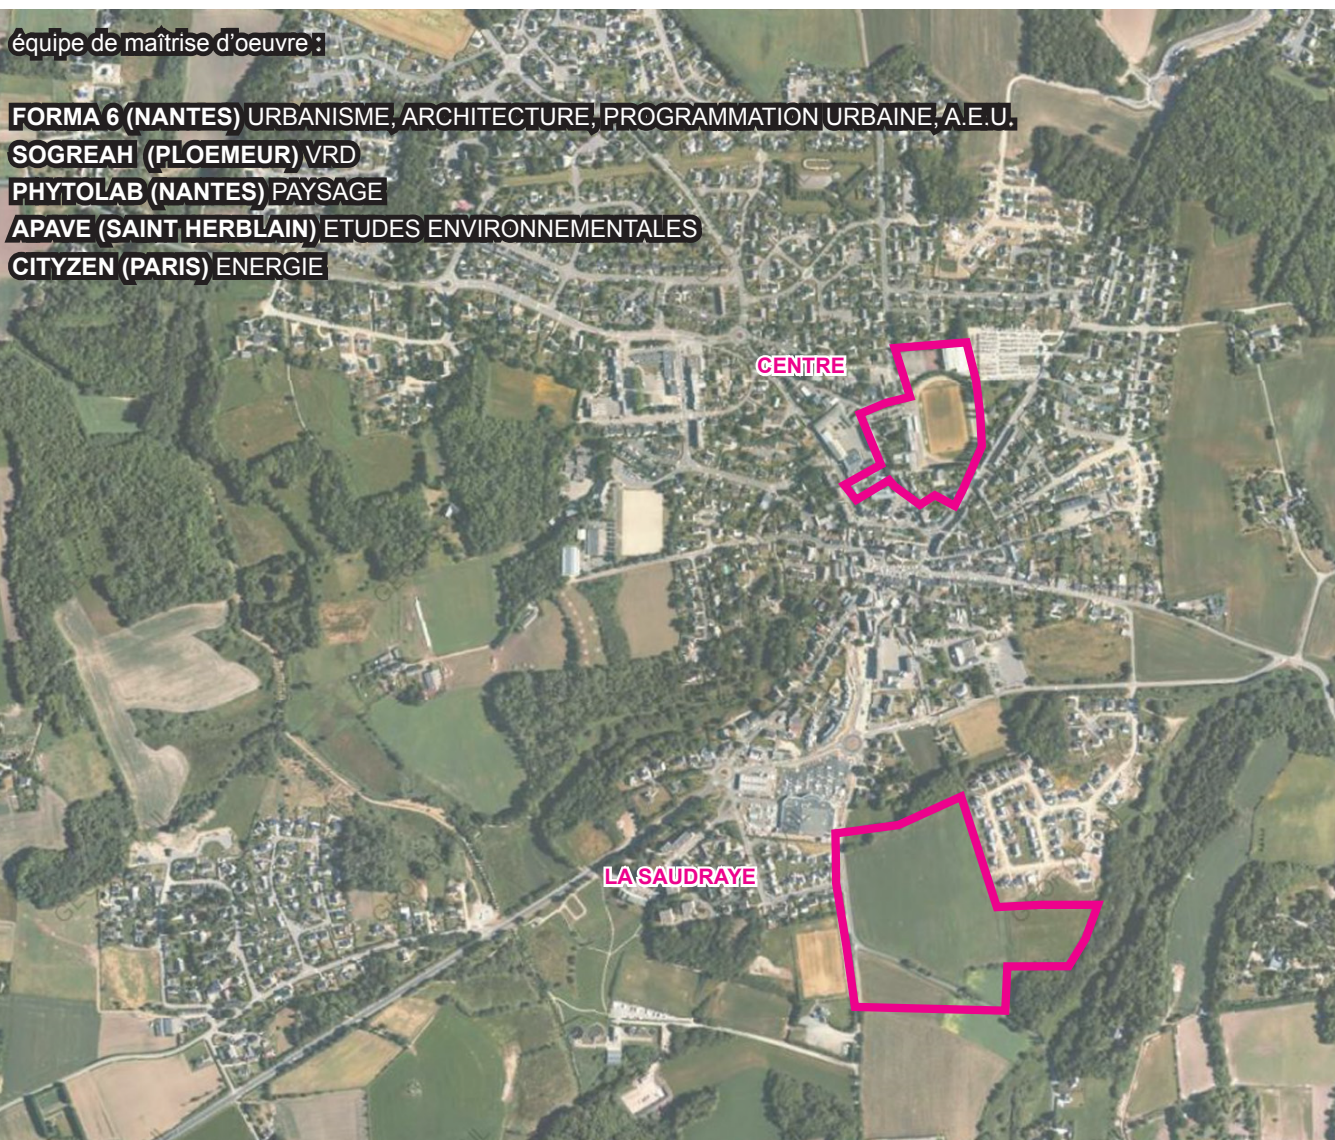 équipe de maîtrise d'oeuvre :
FORMA 6 (NANTES) URBANISME, ARCHITECTURE, PROGRAMMATION URBAINE, A.E.U.
SOGREAH (PLOEMEUR) VRD
PHYTOLAB (NANTES) PAYSAGE
APAVE (SAINT HERBLAIN) ETUDES ENVIRONNEMENTALES
CITYZEN (PARIS) ENERGIE
CENTRE
LA SAUDRAYE